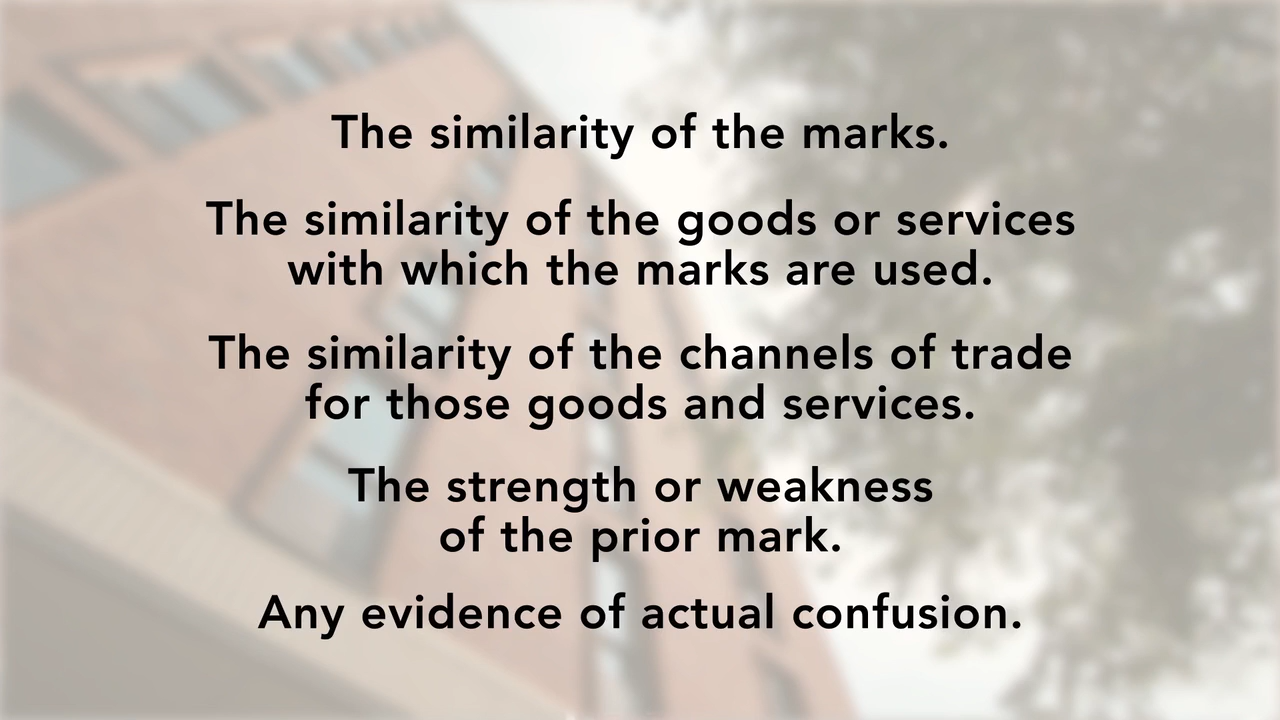 The similarity of the marks.
The similarity of the goods or services
with which the marks are used.
The similarity of the channels of trade
for those goods and services.
The strength or weakness
of the prior mark.
Any evidence of actual confusion.